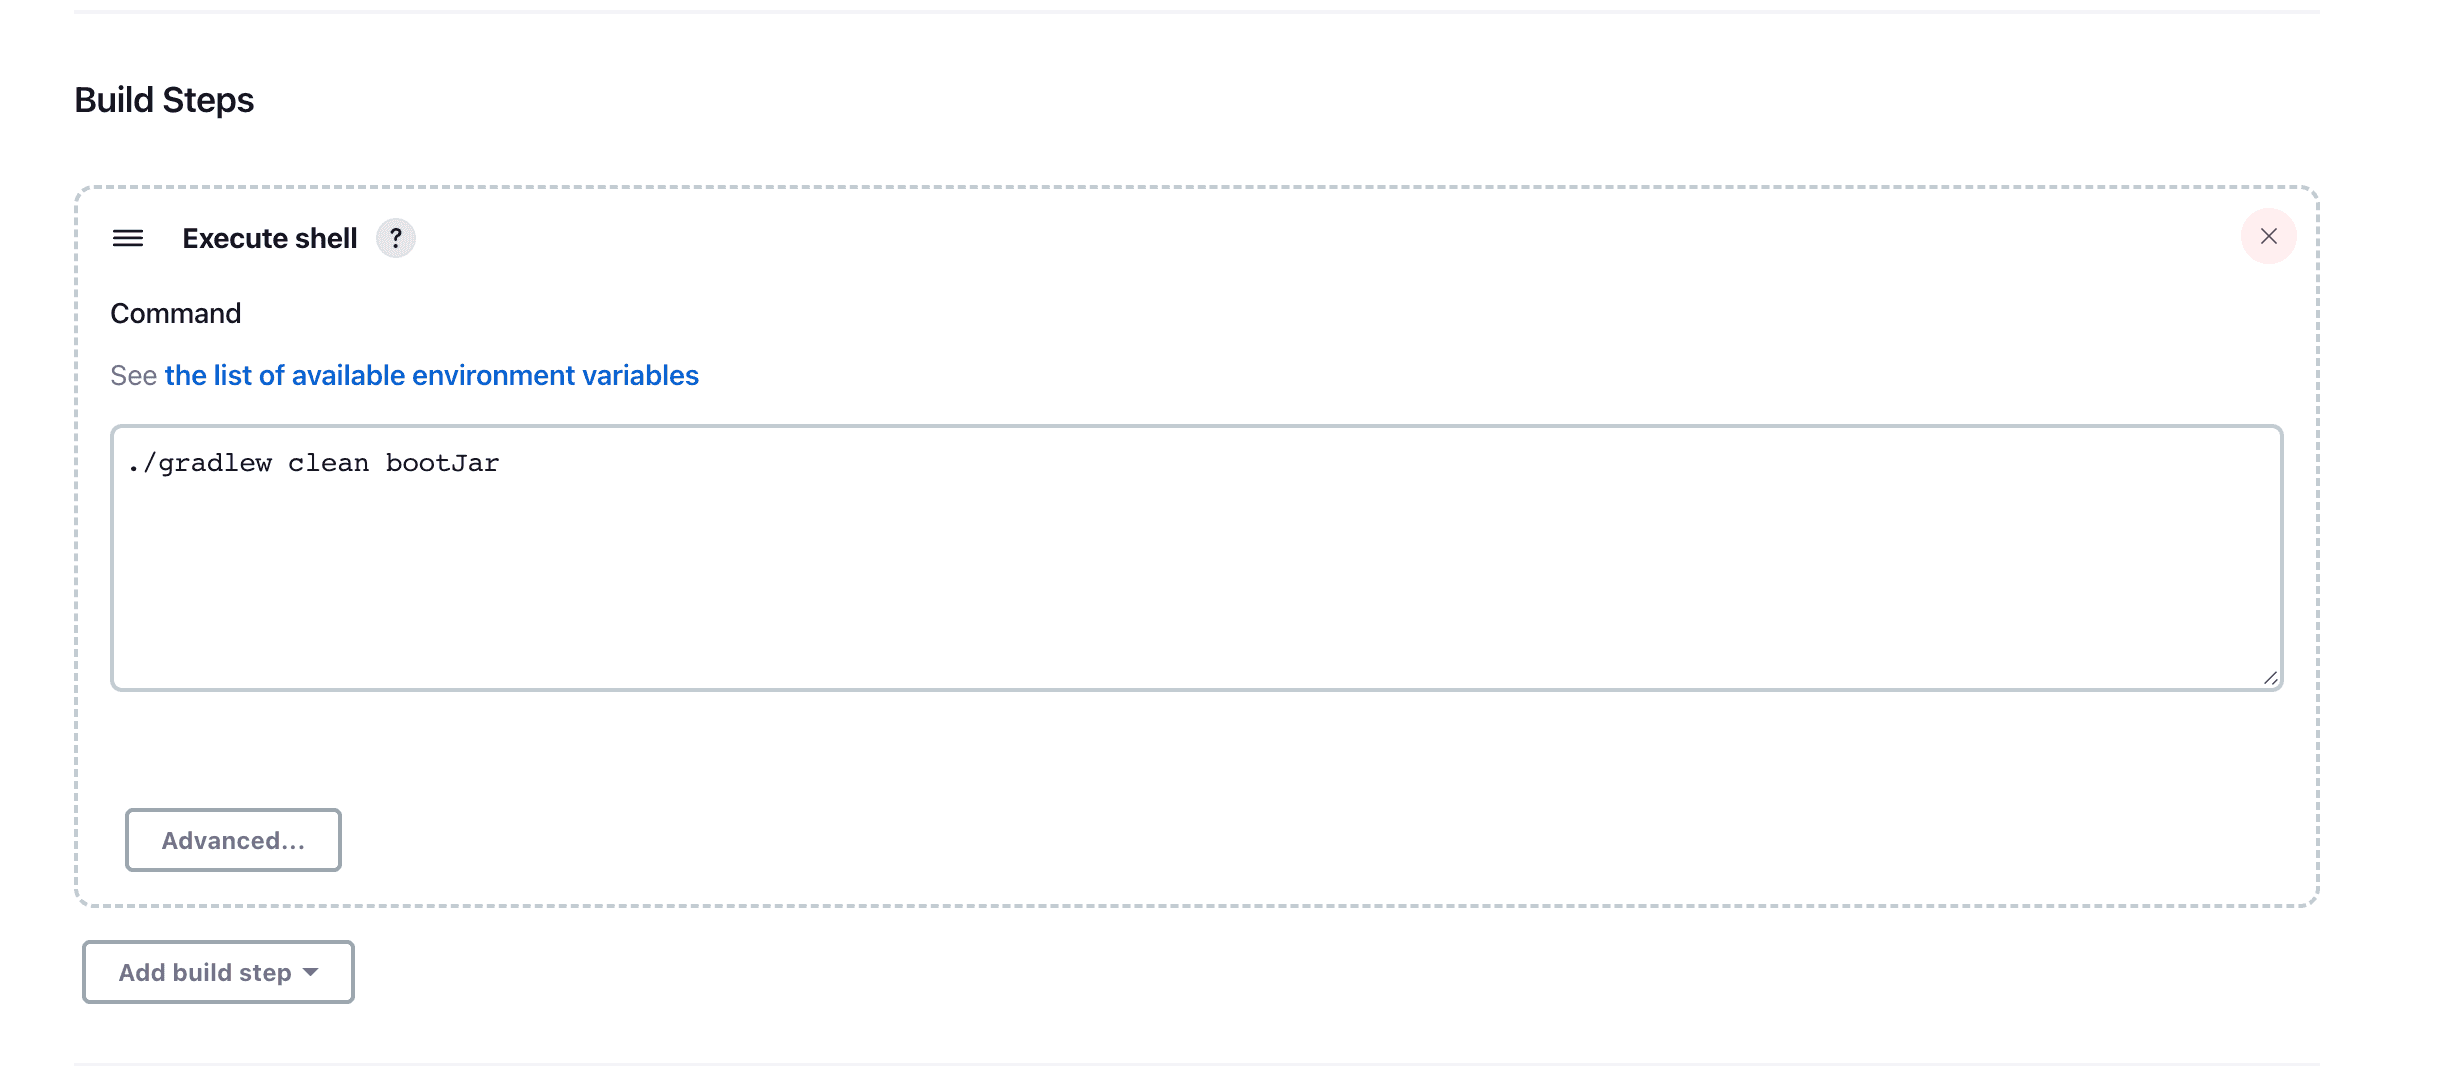 Build Steps
Execute shell ?
Command
See the list of available environment variables
./gradlew clean bootJar
Advanced...
Add build step